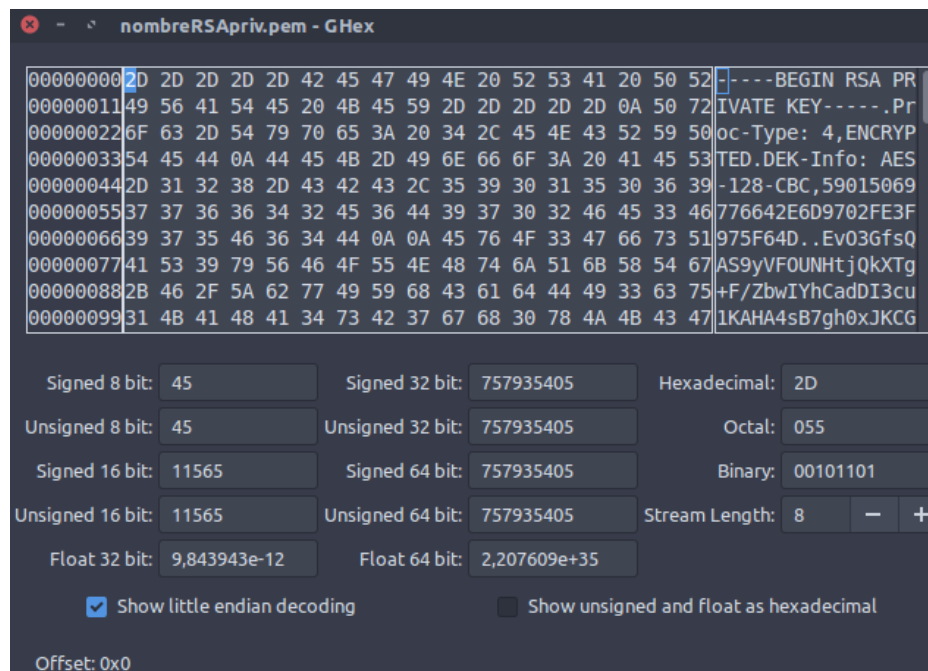 nombreRSApriv.pem - GHex
00000000 2D 2D 2D 2D 2D 42 45 47 49 4E 20 52 53 41 20 50 52 -----BEGIN RSA PR
00000011 49 56 41 54 45 20 4B 45 59 2D 2D 2D 2D 2D 0A 50 72 IVATE KEY-----.Pr
00000022 6F 63 2D 54 79 70 65 3A 20 34 2C 45 4E 43 52 59 50 oc-Type: 4,ENCRYP
00000033 54 45 44 0A 44 45 4B 2D 49 6E 66 6F 3A 20 41 45 53 TED.DEK-Info: AES
00000044 2D 31 32 38 2D 43 42 43 2C 35 39 30 31 35 30 36 39 -128-CBC,59015069
00000055 37 37 36 36 34 32 45 36 44 39 37 30 32 46 45 33 46 776642E6D9702FE3F
00000066 39 37 35 46 36 34 44 0A 0A 45 76 4F 33 47 66 73 51 975F64D..EvO3GfsQ
00000077 41 53 39 79 56 46 4F 55 4E 48 74 6A 51 6B 58 54 67 AS9yVFOUNHtjQkXTg
00000088 2B 46 2F 5A 62 77 49 59 68 43 61 64 44 49 33 63 75 +F/ZbwIYhCadDI3cu
00000099 31 4B 41 48 41 34 73 42 37 67 68 30 78 4A 4B 43 47 1KAHA4sB7gh0xJKCG
Signed 8 bit: 45 Signed 32 bit: 757935405 Hexadecimal: 2D
Unsigned 8 bit: 45 Unsigned 32 bit: 757935405 Octal: 055
Signed 16 bit: 11565 Signed 64 bit: 757935405 Binary: 00101101
Unsigned 16 bit: 11565 Unsigned 64 bit: 757935405 Stream Length: 8 − +
Float 32 bit: 9,843943e-12 Float 64 bit: 2,207609e+35
Show little endian decoding Show unsigned and float as hexadecimal
Offset: 0x0